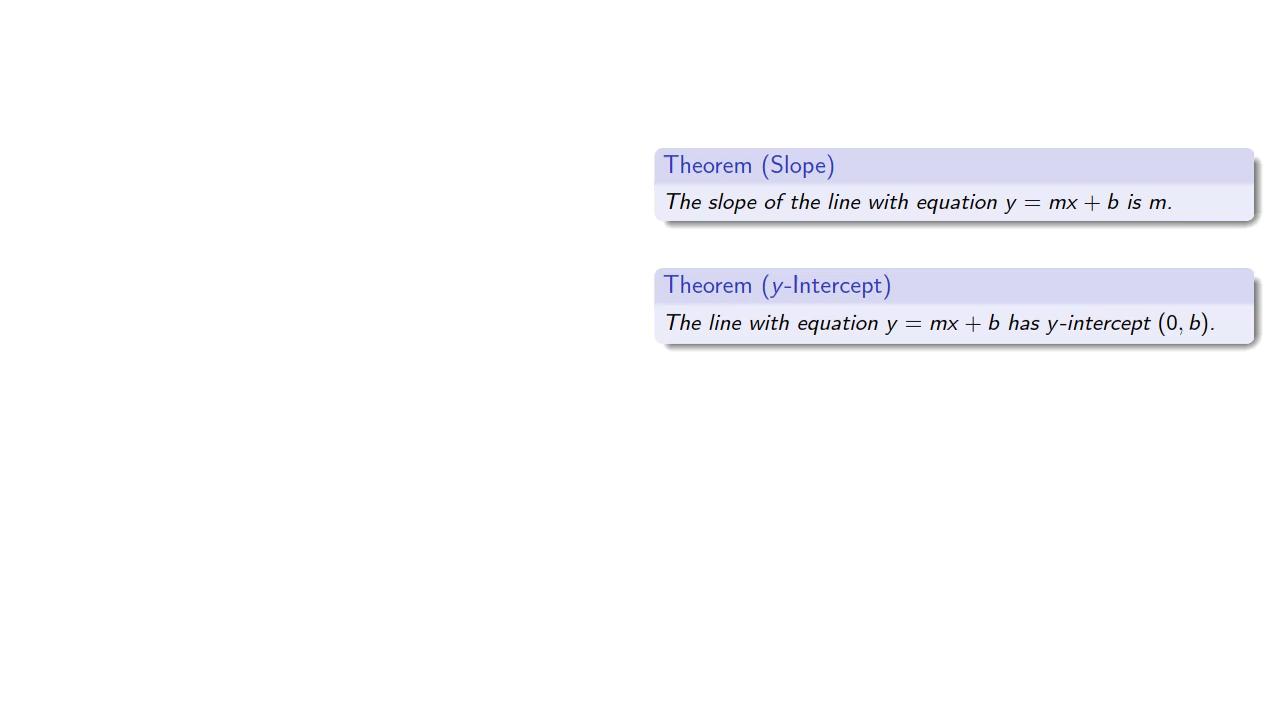 Theorem (Slope)
The slope of the line with equation y = mx + b is m.
Theorem (y-Intercept)
The line with equation y = mx + b has y-intercept (0, b).